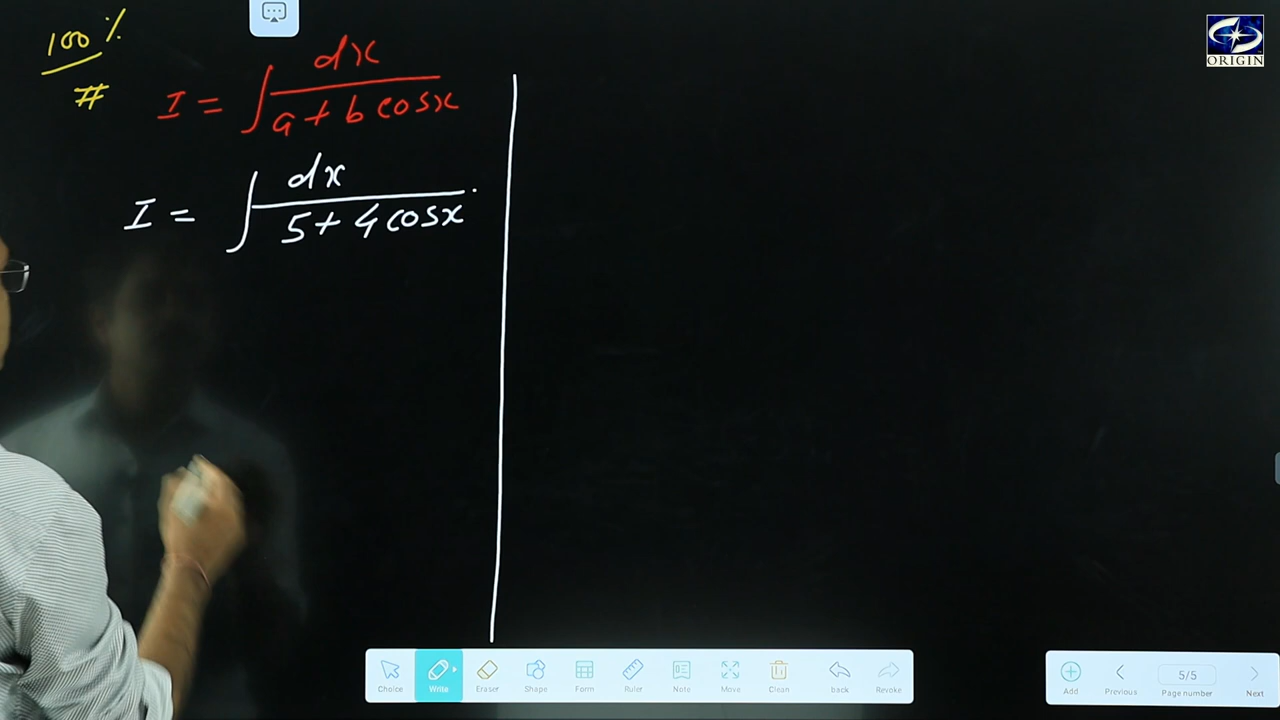 100%
# I = ∫ dx / a + b cosx
I = ∫ dx / 5 + 4 cosx
ORIGIN
Choice Write Eraser Shape Form Ruler Note Move Clean back Revoke
Add Previous 5/5 Page number Next